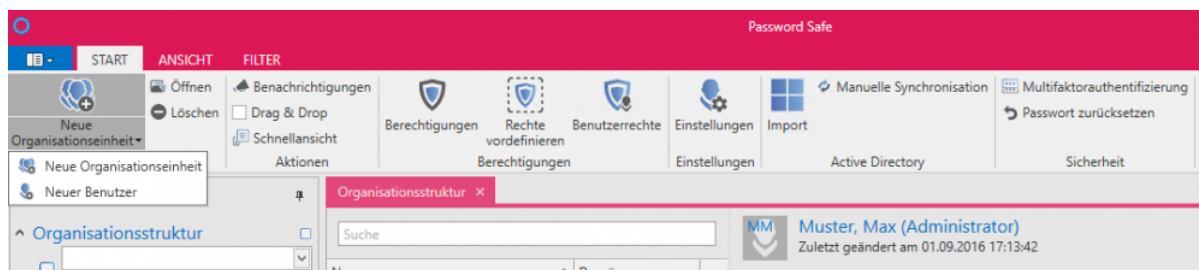 Password Safe
START ANSICHT FILTER
Neue Organisationseinheit
Öffnen
Löschen
Benachrichtigungen
Drag & Drop
Schnellansicht
Aktionen
Berechtigungen
Rechte vordefinieren
Benutzerrechte
Berechtigungen
Einstellungen
Einstellungen
Import
Manuelle Synchronisation
Active Directory
Multifaktorauthentifizierung
Passwort zurücksetzen
Sicherheit
Neue Organisationseinheit
Neuer Benutzer
Organisationsstruktur
Organisationsstruktur
Suche
MM
Muster, Max (Administrator)
Zuletzt geändert am 01.09.2016 17:13:42